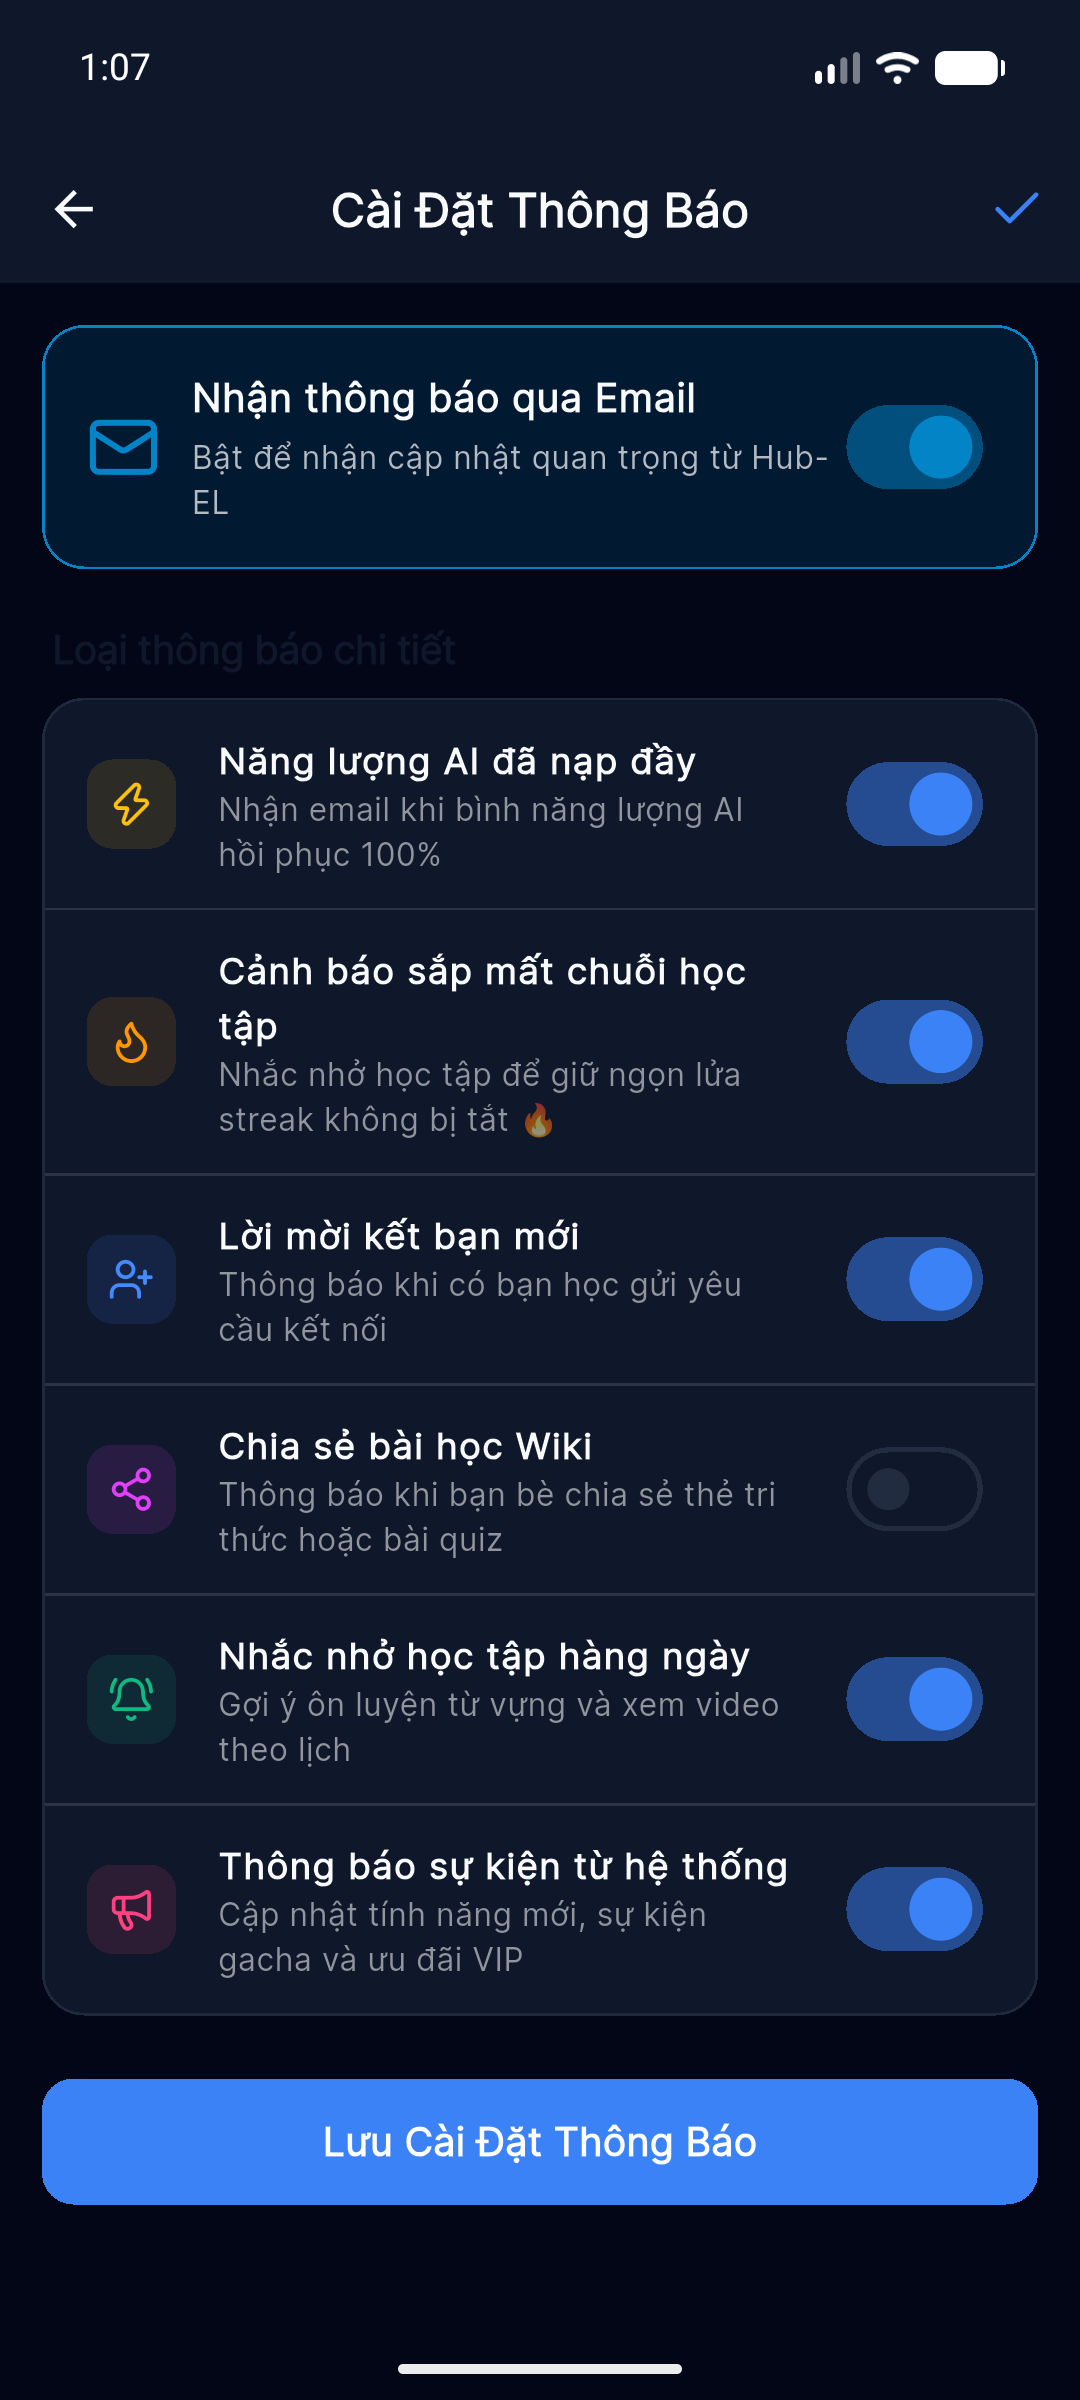 1:07
Cài Đặt Thông Báo
Nhận thông báo qua Email
Bật để nhận cập nhật quan trọng từ Hub-
EL
Loại thông báo chi tiết
Năng lượng AI đã nạp đầy
Nhận email khi bình năng lượng AI
hồi phục 100%
Cảnh báo sắp mất chuỗi học
tập
Nhắc nhở học tập để giữ ngọn lửa
streak không bị tắt 🔥
Lời mời kết bạn mới
Thông báo khi có bạn học gửi yêu
cầu kết nối
Chia sẻ bài học Wiki
Thông báo khi bạn bè chia sẻ thẻ tri
thức hoặc bài quiz
Nhắc nhở học tập hàng ngày
Gợi ý ôn luyện từ vựng và xem video
theo lịch
Thông báo sự kiện từ hệ thống
Cập nhật tính năng mới, sự kiện
gacha và ưu đãi VIP
Lưu Cài Đặt Thông Báo